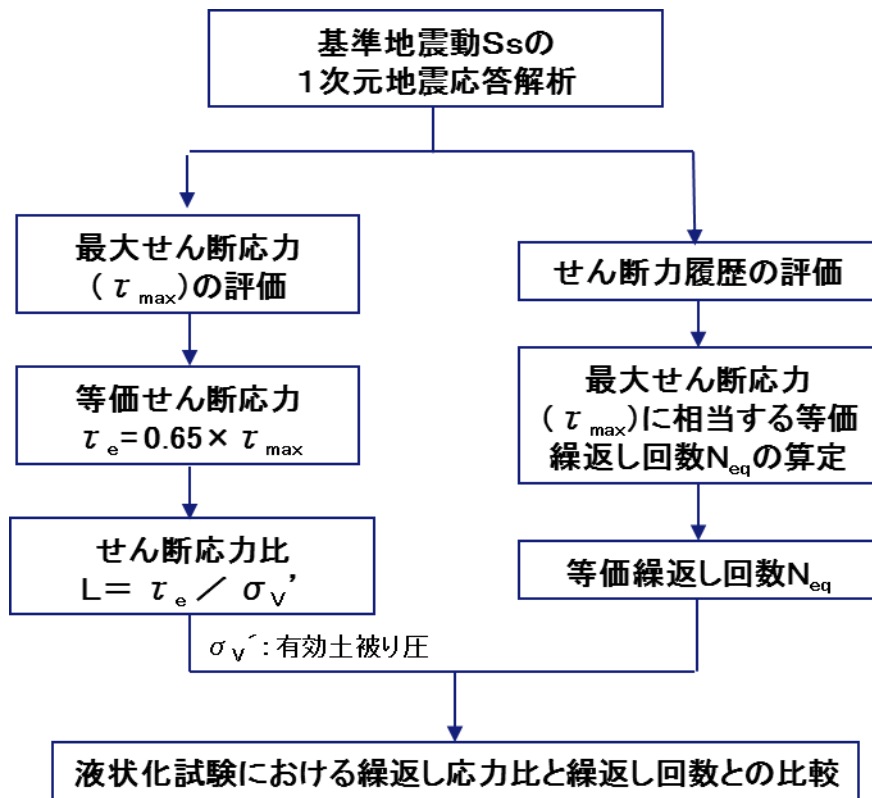 基準地震動Ssの
1次元地震応答解析
最大せん断応力
(τmax)の評価
等価せん断応力
τe=0.65×τmax
せん断応力比
L=τe/σV'
σV´:有効土被り圧
せん断力履歴の評価
最大せん断応力
(τmax)に相当する等価
繰返し回数Neqの算定
等価繰返し回数Neq
液状化試験における繰返し応力比と繰返し回数との比較